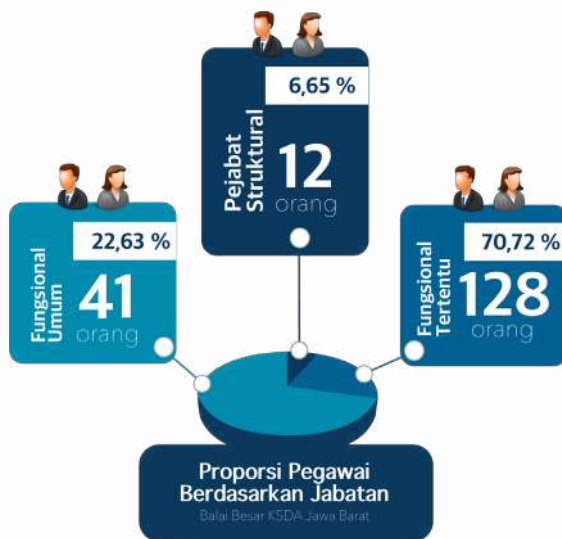 6,65 %
Pejabat
Struktural
12
orang
22,63 %
Fungsional
Umum
41
orang
70,72 %
Fungsional
Tertentu
128
orang
Proporsi Pegawai
Berdasarkan Jabatan
Balai Besar KSDA Jawa Barat